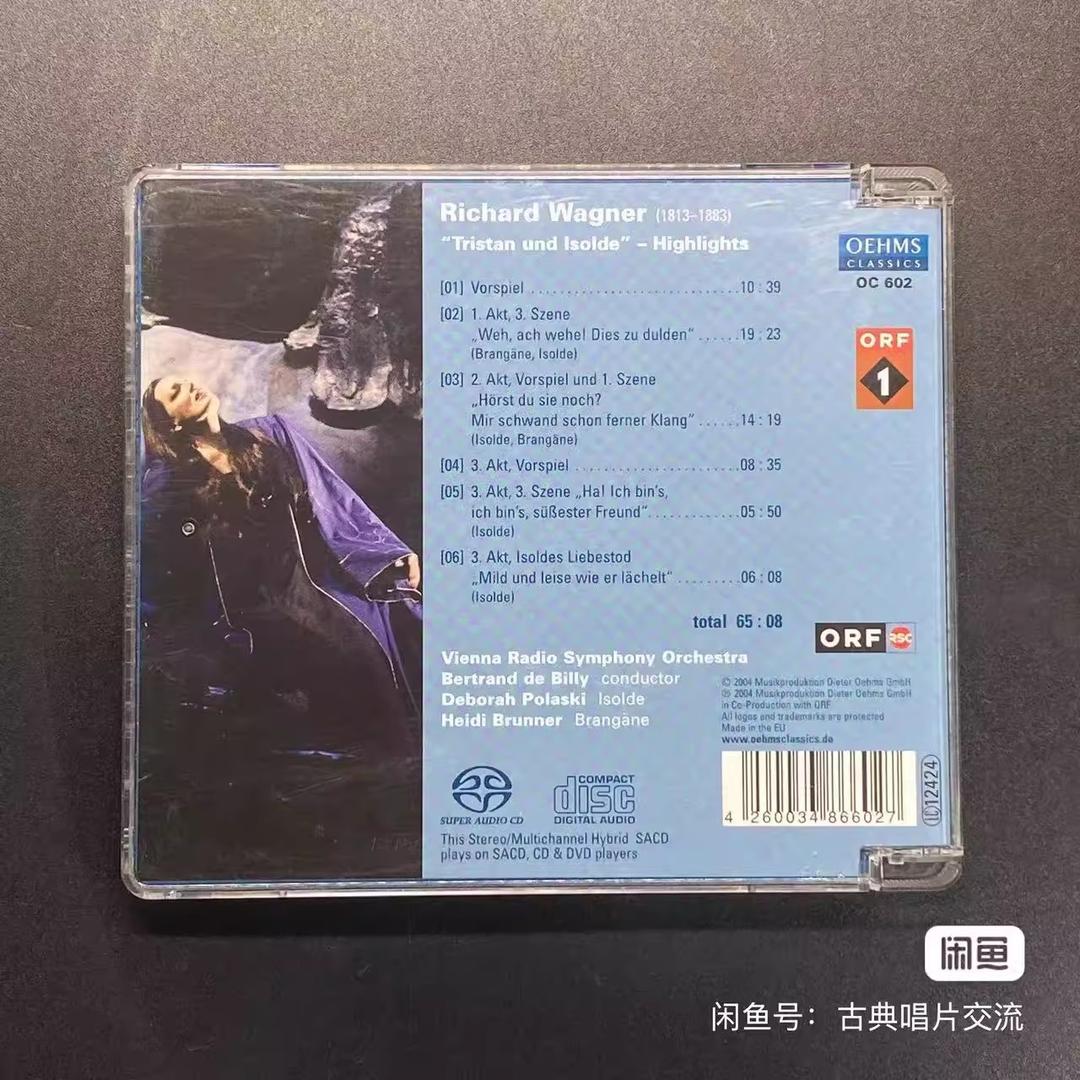 Richard Wagner (1813–1883)
"Tristan und Isolde" – Highlights
[01] Vorspiel ............................10 : 39
[02] 1. Akt, 3. Szene
„Weh, ach wehe! Dies zu dulden" ......19 : 23
(Brangäne, Isolde)
[03] 2. Akt, Vorspiel und 1. Szene
„Hörst du sie noch?
Mir schwand schon ferner Klang" ......14 : 19
(Isolde, Brangäne)
[04] 3. Akt, Vorspiel ......................08 : 35
[05] 3. Akt, 3. Szene „Ha! Ich bin's,
ich bin's, süßester Freund".............05 : 50
(Isolde)
[06] 3. Akt, Isoldes Liebestod
„Mild und leise wie er lächelt" .........06 : 08
(Isolde)
total 65 : 08
Vienna Radio Symphony Orchestra
Bertrand de Billy conductor
Deborah Polaski Isolde
Heidi Brunner Brangäne
SUPER AUDIO CD
COMPACT
disc
DIGITAL AUDIO
This Stereo/Multichannel Hybrid SACD
plays on SACD, CD & DVD players
OEHMS
CLASSICS
OC 602
ORF
1
ORF RSO
© 2004 Musikproduktion Dieter Oehms GmbH
℗ 2004 Musikproduktion Dieter Oehms GmbH
in Co-Production with ORF
All logos and trademarks are protected
Made in the EU
www.oehmsclassics.de
4 260034 866027
LC 12424
闲鱼
闲鱼号：古典唱片交流